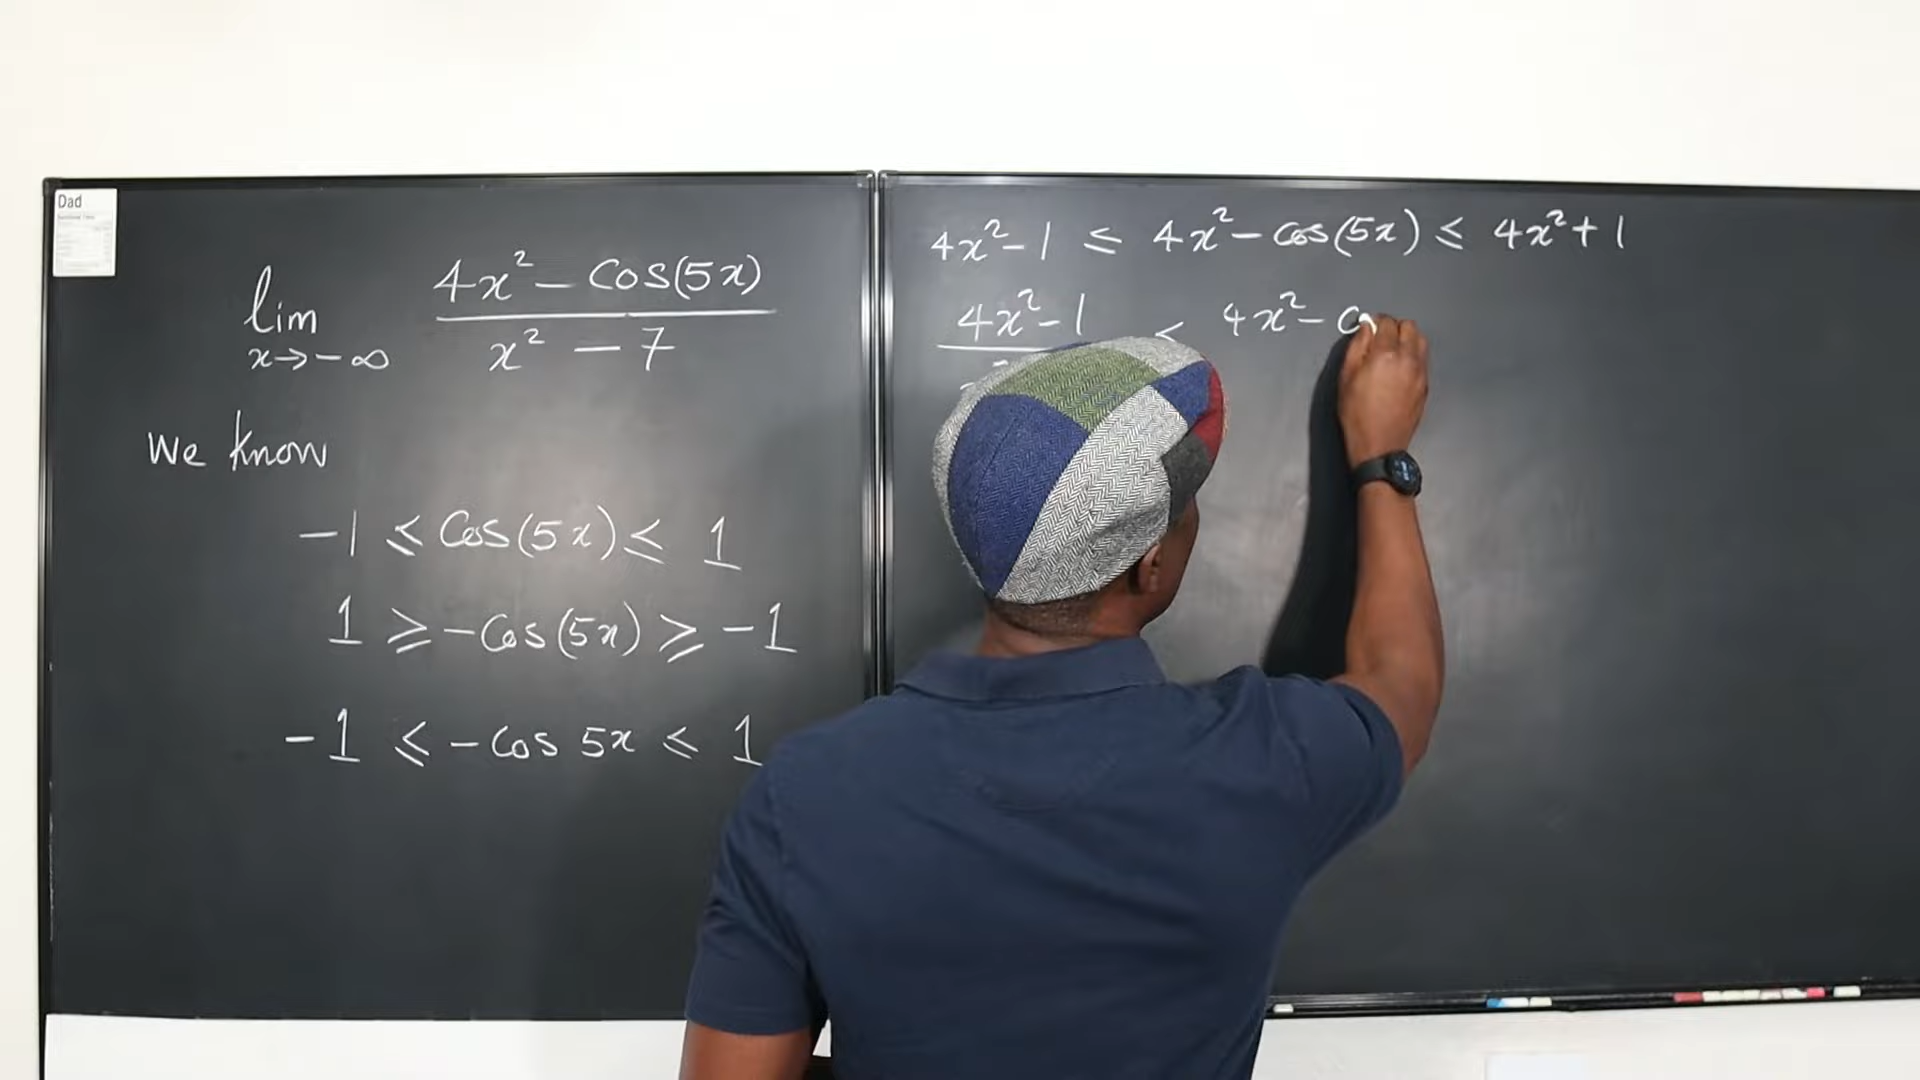 Dad
lim x→-∞ (4x² - Cos(5x)) / (x² - 7)
We know
-1 ≤ Cos(5x) ≤ 1
1 ≥ -Cos(5x) ≥ -1
-1 ≤ -Cos 5x ≤ 1
4x² - 1 ≤ 4x² - Cos(5x) ≤ 4x² + 1
4x² - 1 ≤ 4x² -